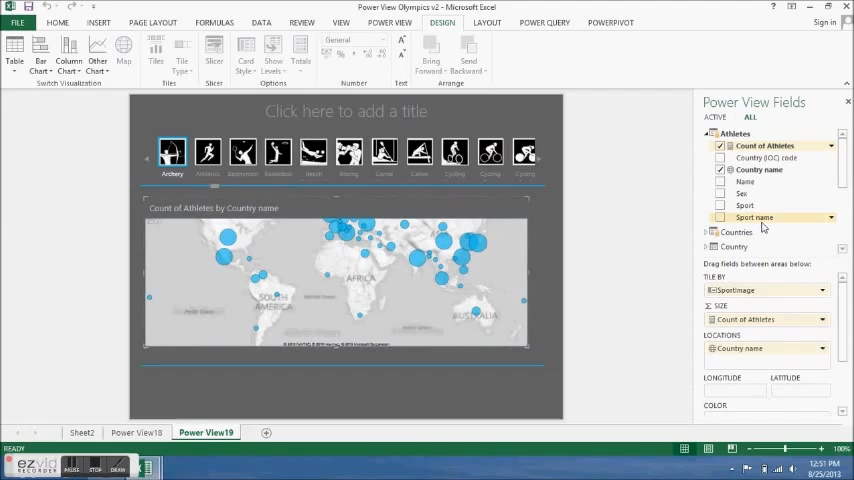 Power View Olympics v2 - Microsoft Excel
Sign in
FILE HOME INSERT PAGE LAYOUT FORMULAS DATA REVIEW VIEW POWER VIEW DESIGN LAYOUT POWER QUERY POWERPIVOT
Table
Bar Chart
Column Chart
Other Chart
Map
Switch Visualization
Tiles
Tile Type
Tiles
Slicer
Slicer
Card Style
Show Levels
Totals
Options
General
Number
Text
Bring Forward
Send Backward
Arrange
Click here to add a title
Archery Athletics Badminton Basketball Beach Boxing Canoe Canoe Cycling Cycling Cycling
Count of Athletes by Country name
AFRICA
SOUTH AMERICA
AUSTRALIA
Power View Fields
ACTIVE ALL
Athletes
Count of Athletes
Country (IOC) code
Country name
Name
Sex
Sport
Sport name
Countries
Country
Drag fields between areas below:
TILE BY
SportImage
Σ SIZE
Count of Athletes
LOCATIONS
Country name
LONGITUDE LATITUDE
COLOR
Sheet2 Power View18 Power View19
READY
100%
ezvid
RECORDER
PAUSE STOP DRAW
12:51 PM
8/25/2013